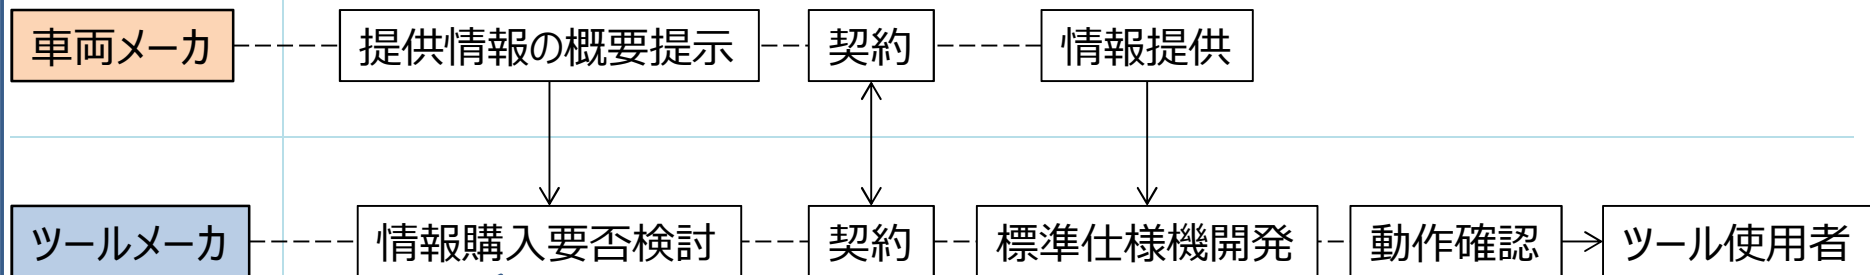 車両メーカ 提供情報の概要提示 契約 情報提供
ツールメーカ 情報購入要否検討 契約 標準仕様機開発 動作確認 ツール使用者